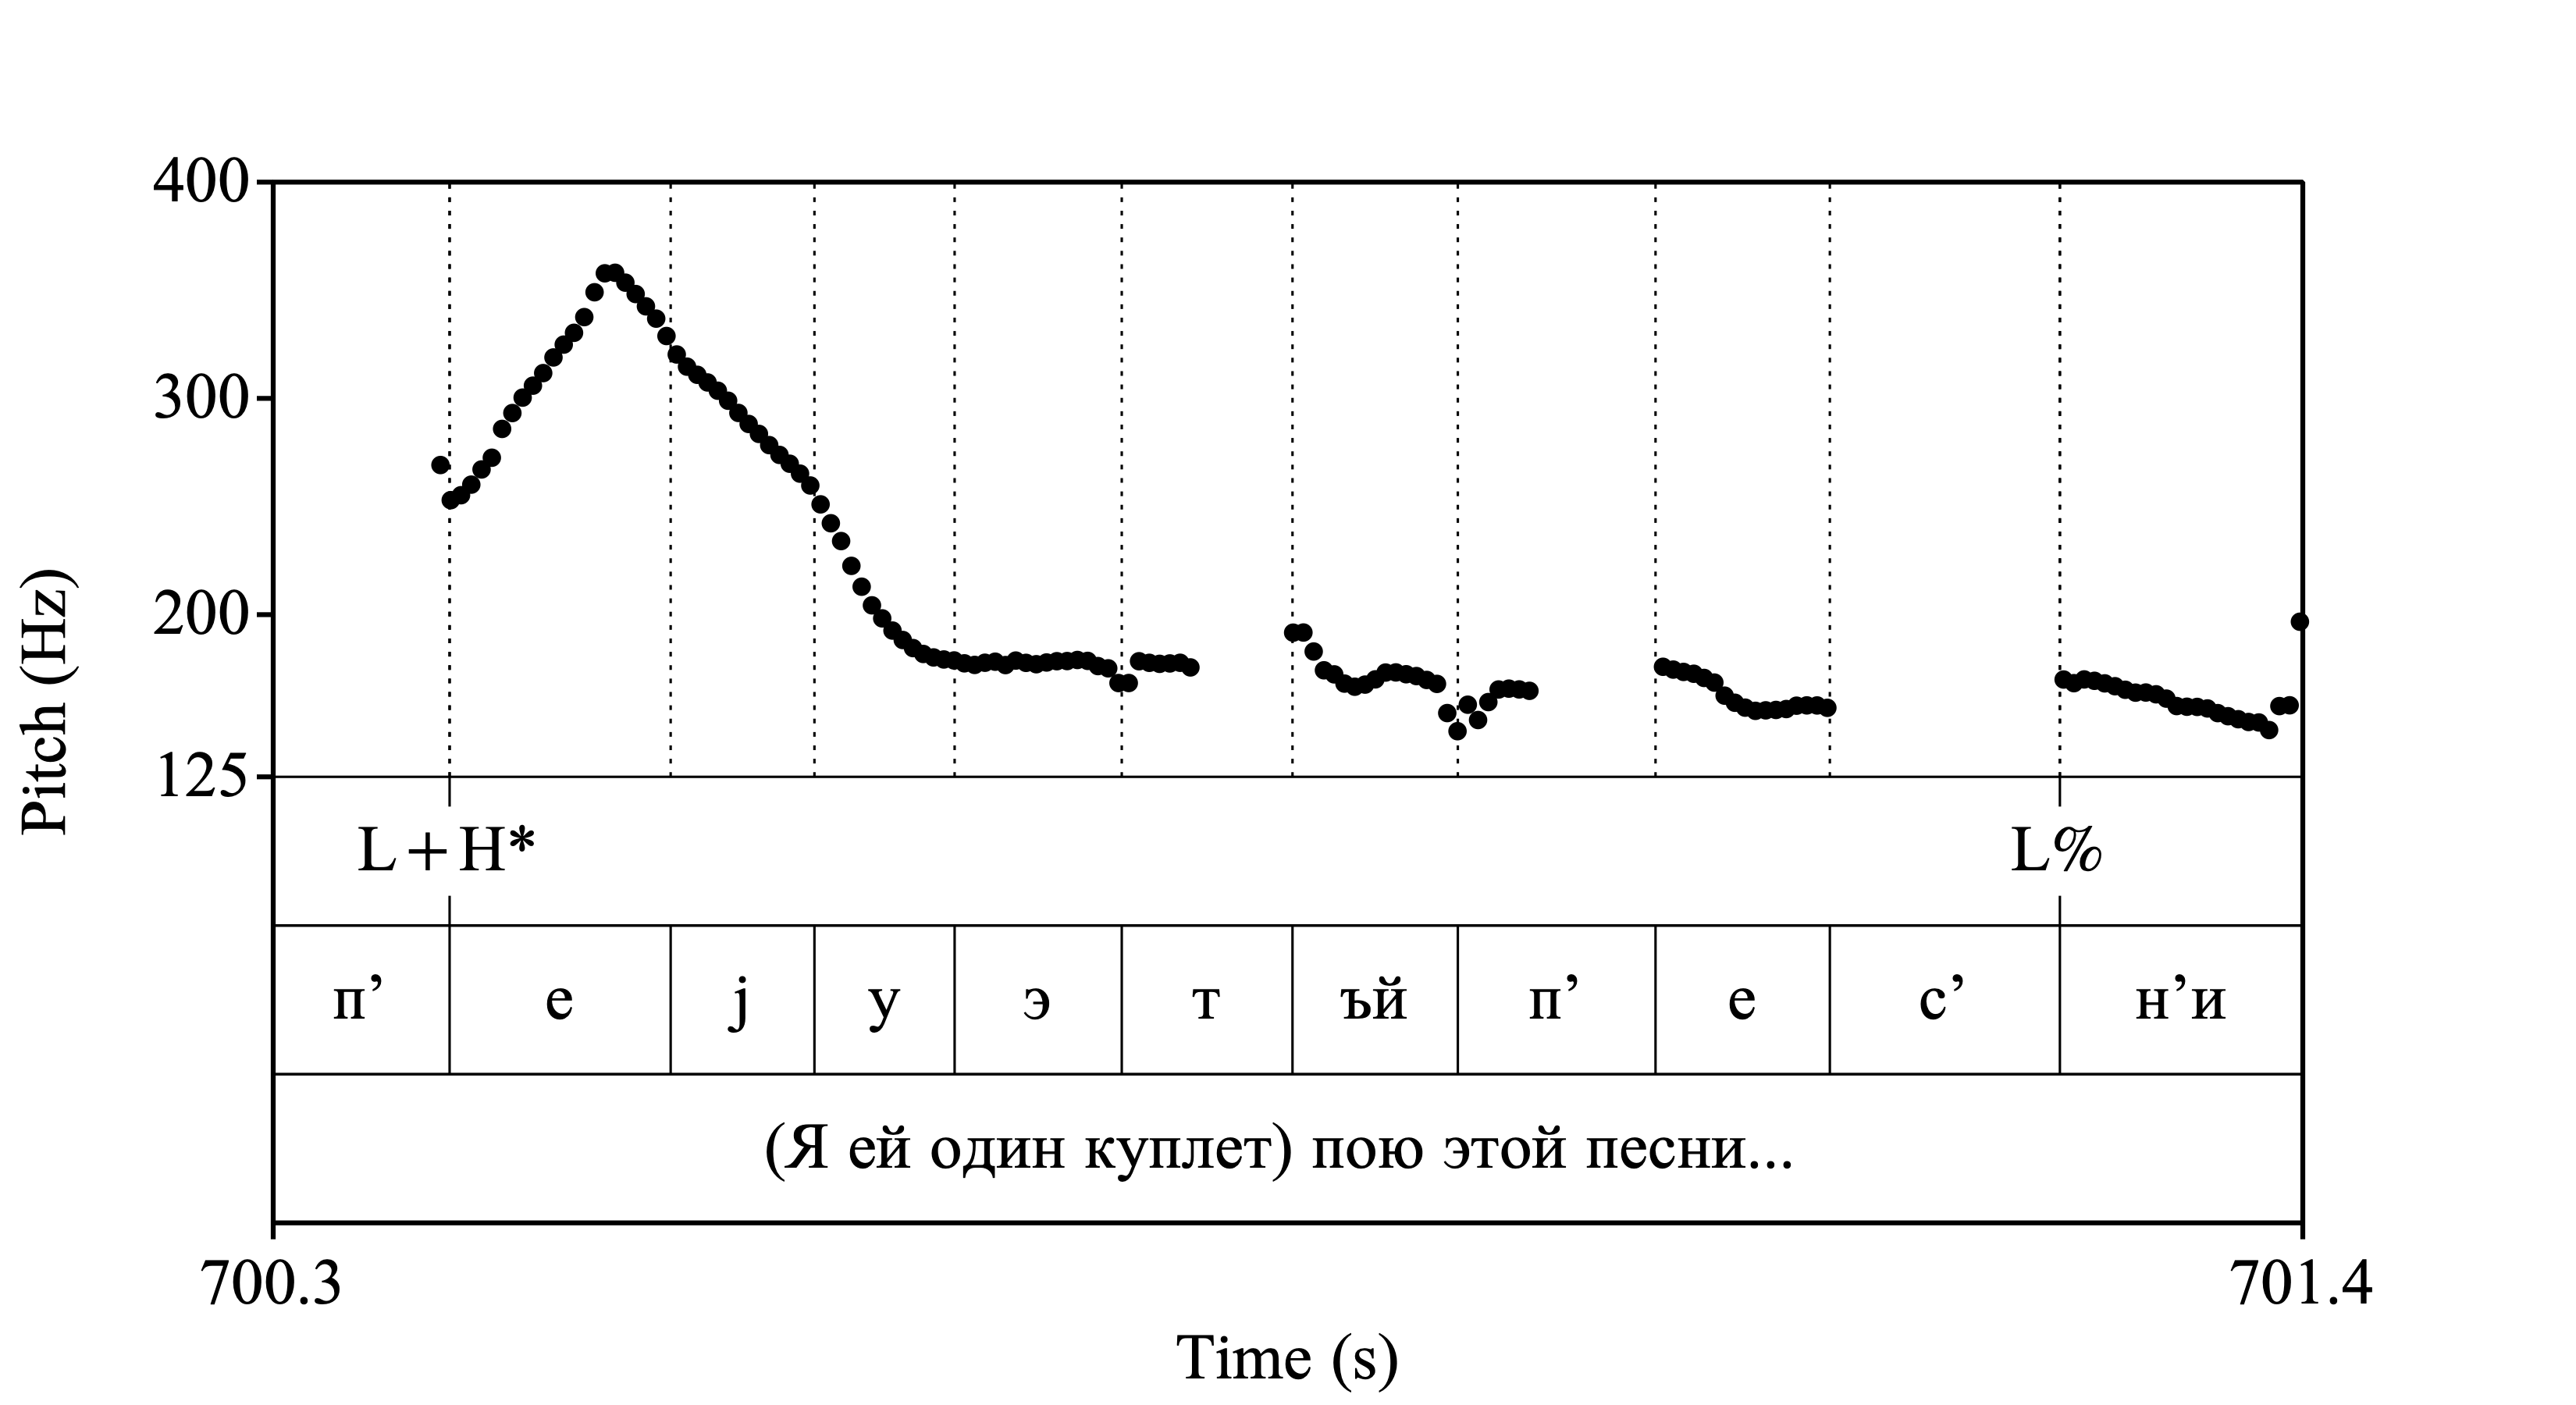 400
300
200
125
Pitch (Hz)
L+H* L%
п’ е j у э т ъй п’ е с’ н’и
(Я ей один куплет) пою этой песни...
700.3 701.4
Time (s)